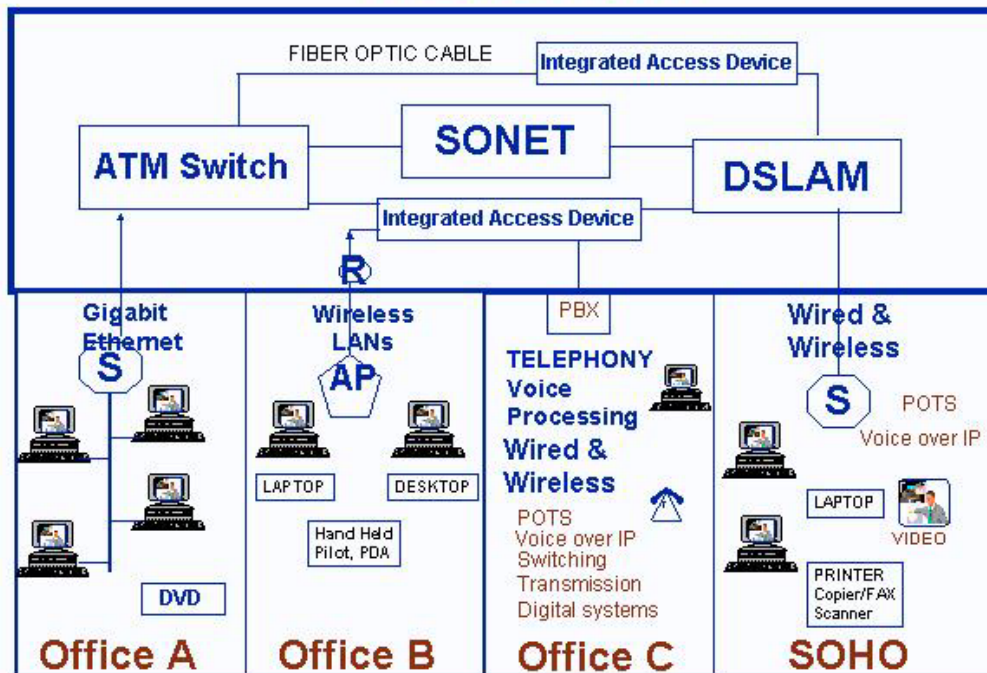 FIBER OPTIC CABLE
Integrated Access Device
SONET
ATM Switch
DSLAM
Integrated Access Device
R
Gigabit
Ethernet
S
DVD
Office A
Wireless
LANs
AP
LAPTOP
DESKTOP
Hand Held
Pilot, PDA
Office B
PBX
TELEPHONY
Voice
Processing
Wired &
Wireless
POTS
Voice over IP
Switching
Transmission
Digital systems
Office C
Wired &
Wireless
S
POTS
Voice over IP
LAPTOP
VIDEO
PRINTER
Copier/FAX
Scanner
SOHO